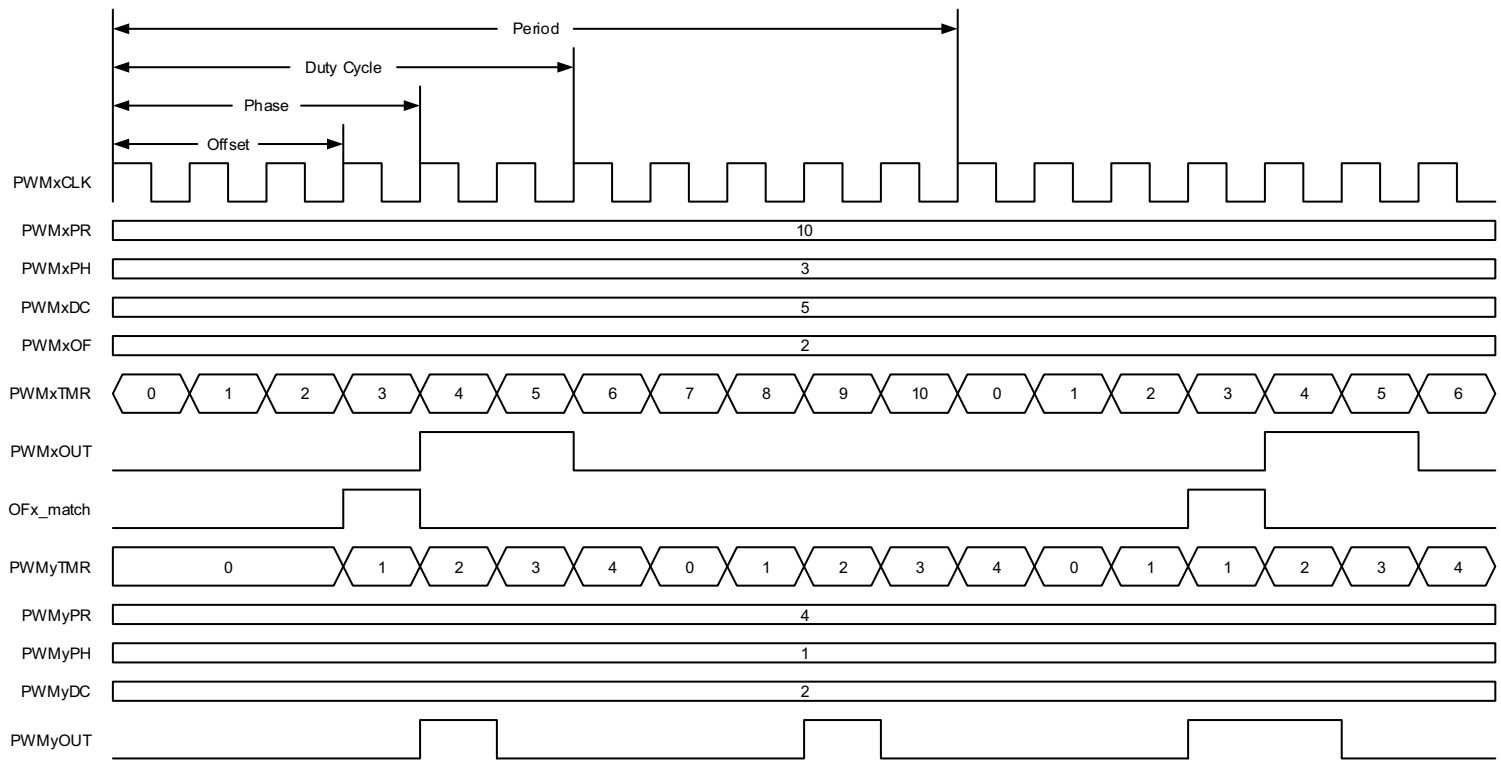 Period
Duty Cycle
Phase
Offset
PWMxCLK
PWMxPR 10
PWMxPH 3
PWMxDC 5
PWMxOF 2
PWMxTMR 0 1 2 3 4 5 6 7 8 9 10 0 1 2 3 4 5 6
PWMxOUT
OFx_match
PWMyTMR 0 1 2 3 4 0 1 2 3 4 0 1 1 2 3 4
PWMyPR 4
PWMyPH 1
PWMyDC 2
PWMyOUT